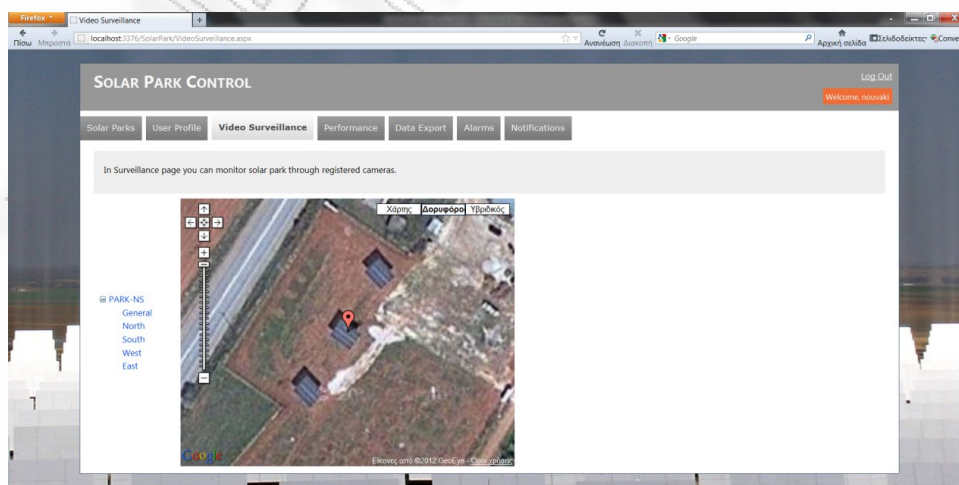 Firefox
Video Surveillance
+
Πίσω Μπροστά
localhost:3376/SolarPark/VideoSurveillance.aspx
Ανανέωση Διακοπή
Google
Αρχική σελίδα
Σελιδοδείκτες
Conve
SOLAR PARK CONTROL
Log Out
Welcome, nouvaki
Solar Parks User Profile Video Surveillance Performance Data Export Alarms Notifications
In Surveillance page you can monitor solar park through registered cameras.
Χάρτης Δορυφόρο Υβριδικός
PARK-NS
General
North
South
West
East
Google
Εικόνες από ©2012 GeoEye - Όροι χρήσης